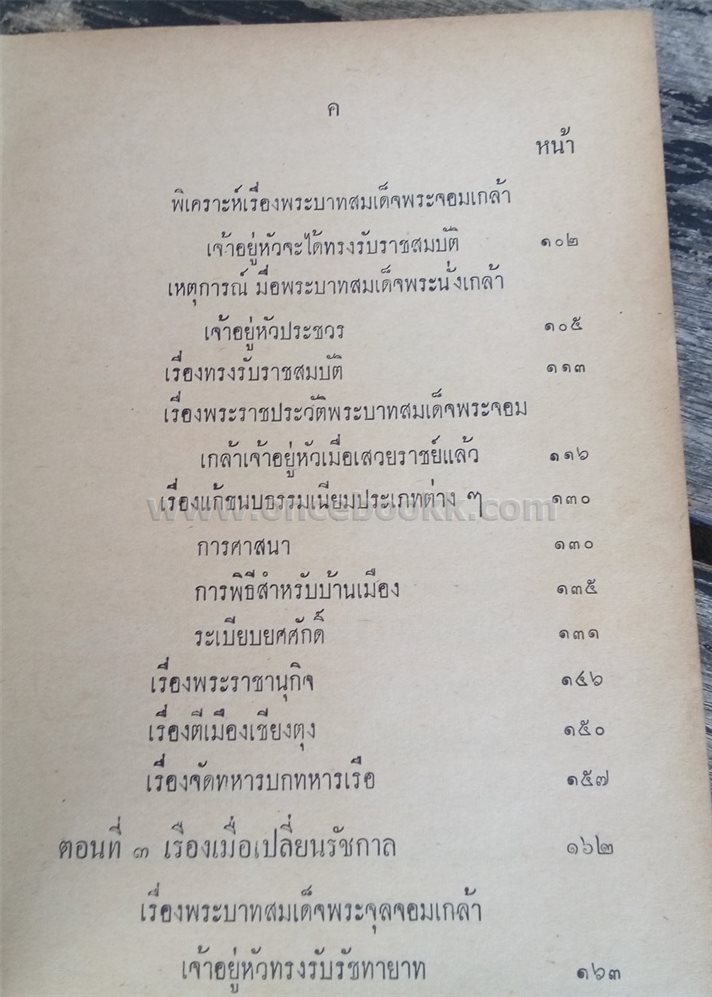 ค
หน้า
พิเคราะห์เรื่องพระบาทสมเด็จพระจอมเกล้า
เจ้าอยู่หัวจะได้ทรงรับราชสมบัติ ๑๐๒
เหตุการณ์ มื่อพระบาทสมเด็จพระนั่งเกล้า
เจ้าอยู่หัวประชวร ๑๐๕
เรื่องทรงรับราชสมบัติ ๑๑๓
เรื่องพระราชประวัติพระบาทสมเด็จพระจอม
เกล้าเจ้าอยู่หัวเมื่อเสวยราชย์แล้ว ๑๑๖
เรื่องแก้ขนบธรรมเนียมประเภทต่าง ๆ ๑๓๐
www.oncebookk.com
การศาสนา ๑๓๐
การพิธีสำหรับบ้านเมือง ๑๓๕
ระเบียบยศศักดิ์ ๑๓๑
เรื่องพระราชานุกิจ ๑๔๖
เรื่องตีเมืองเชียงตุง ๑๕๐
เรื่องจัดทหารบกทหารเรือ ๑๕๗
ตอนที่ ๓ เรื่องเมื่อเปลี่ยนรัชกาล ๑๖๒
เรื่องพระบาทสมเด็จพระจุลจอมเกล้า
เจ้าอยู่หัวทรงรับรัชทายาท ๑๖๓